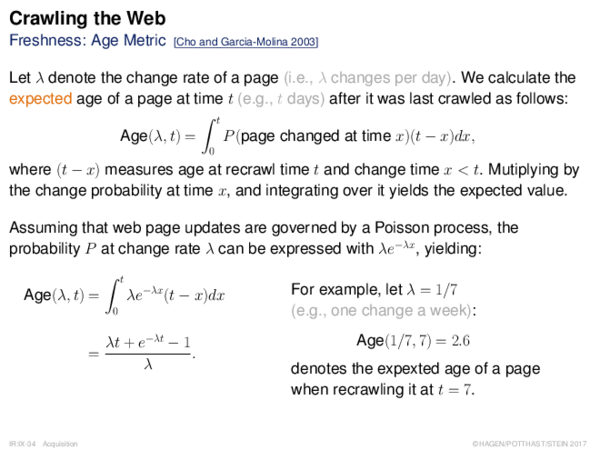 Crawling the Web
Freshness: Age Metric [Cho and Garcia-Molina 2003]
Let λ denote the change rate of a page (i.e., λ changes per day). We calculate the
expected age of a page at time t (e.g., t days) after it was last crawled as follows:
Age(λ, t) = ∫₀ᵗ P(page changed at time x)(t − x)dx,
where (t − x) measures age at recrawl time t and change time x < t. Mutiplying by
the change probability at time x, and integrating over it yields the expected value.
Assuming that web page updates are governed by a Poisson process, the
probability P at change rate λ can be expressed with λe^{−λx}, yielding:
Age(λ, t) = ∫₀ᵗ λe^{−λx}(t − x)dx
= (λt + e^{−λt} − 1) / λ.
For example, let λ = 1/7
(e.g., one change a week):
Age(1/7, 7) = 2.6
denotes the expexted age of a page
when recrawling it at t = 7.
IR:IX-34 Acquisition
©HAGEN/POTTHAST/STEIN 2017